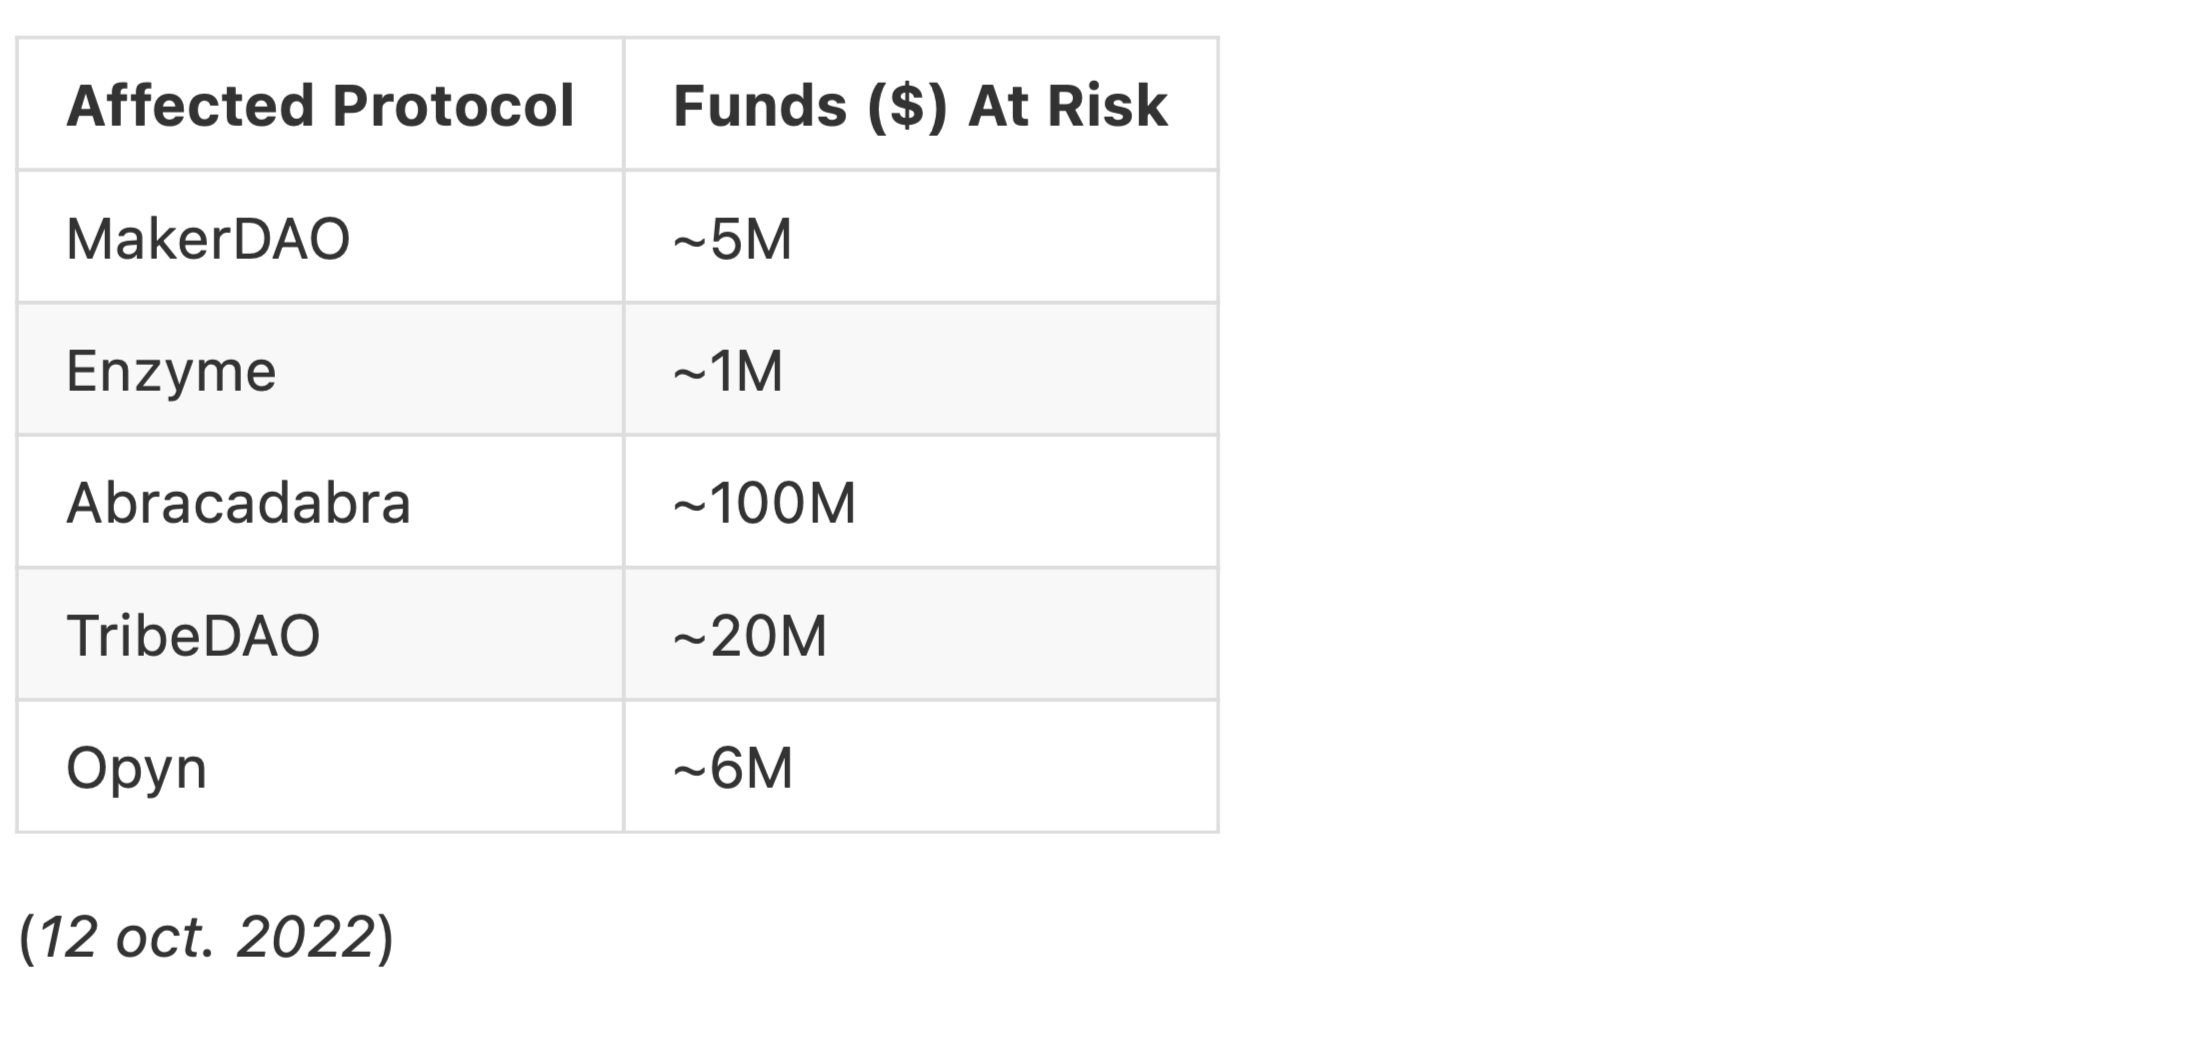 Affected Protocol Funds ($) At Risk
MakerDAO ~5M
Enzyme ~1M
Abracadabra ~100M
TribeDAO ~20M
Opyn ~6M
(12 oct. 2022)